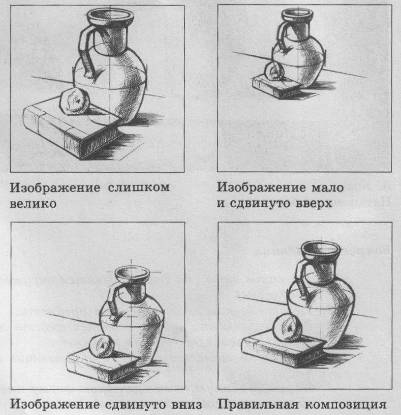 Изображение слишком
велико
Изображение мало
и сдвинуто вверх
Изображение сдвинуто вниз
Правильная композиция